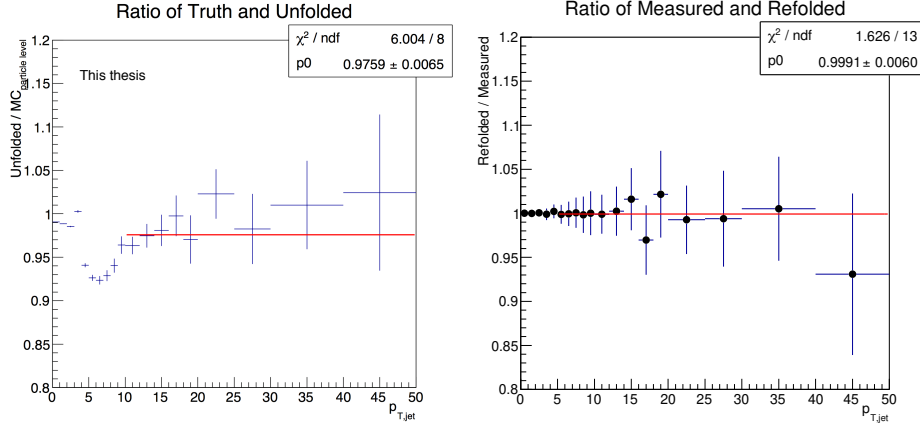 Ratio of Truth and Unfolded
χ² / ndf 6.004 / 8
p0 0.9759 ± 0.0065
This thesis
Unfolded / MC_particle level
1.2
1.15
1.1
1.05
1
0.95
0.9
0.85
0.8
0 5 10 15 20 25 30 35 40 45 50
p_T,jet
Ratio of Measured and Refolded
χ² / ndf 1.626 / 13
p0 0.9991 ± 0.0060
Refolded / Measured
1.2
1.15
1.1
1.05
1
0.95
0.9
0.85
0.8
0 5 10 15 20 25 30 35 40 45 50
p_T,jet